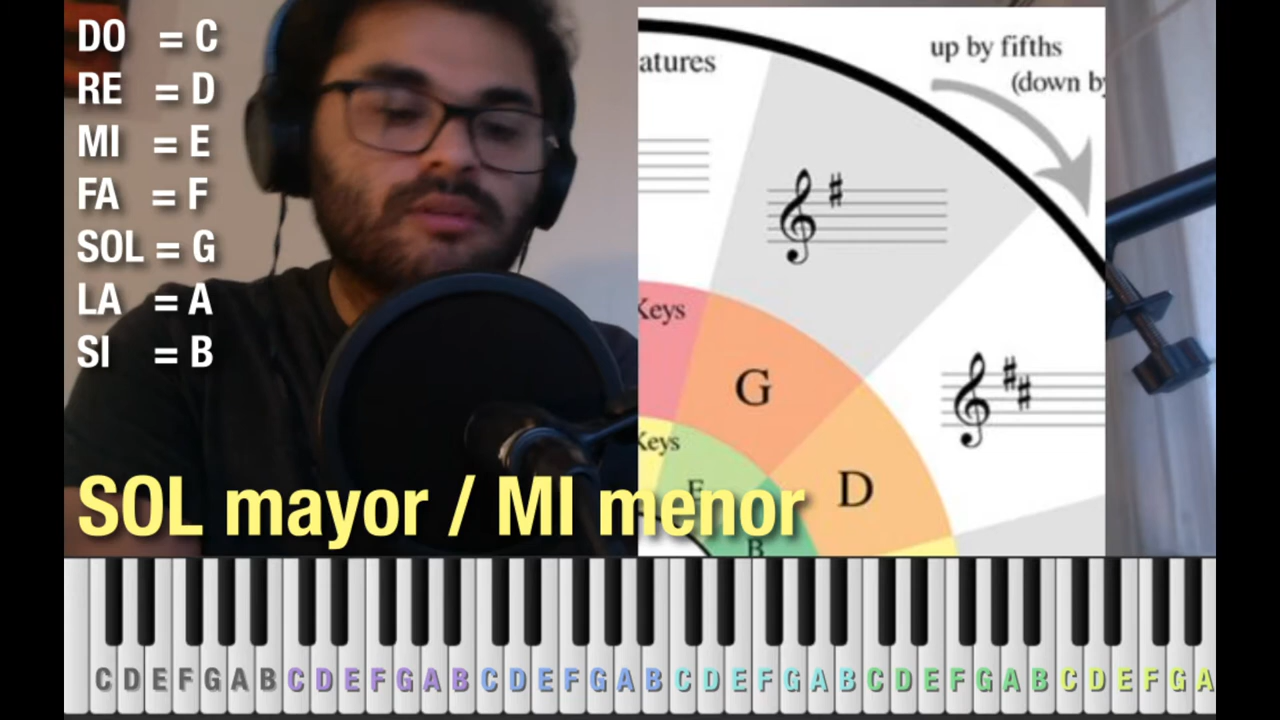 DO = C
RE = D
MI = E
FA = F
SOL = G
LA = A
SI = B
SOL mayor / MI menor
atures
up by fifths
(down by
Keys
G
D
Keys
E
B
C D E F G A B C D E F G A B C D E F G A B C D E F G A B C D E F G A B C D E F G A